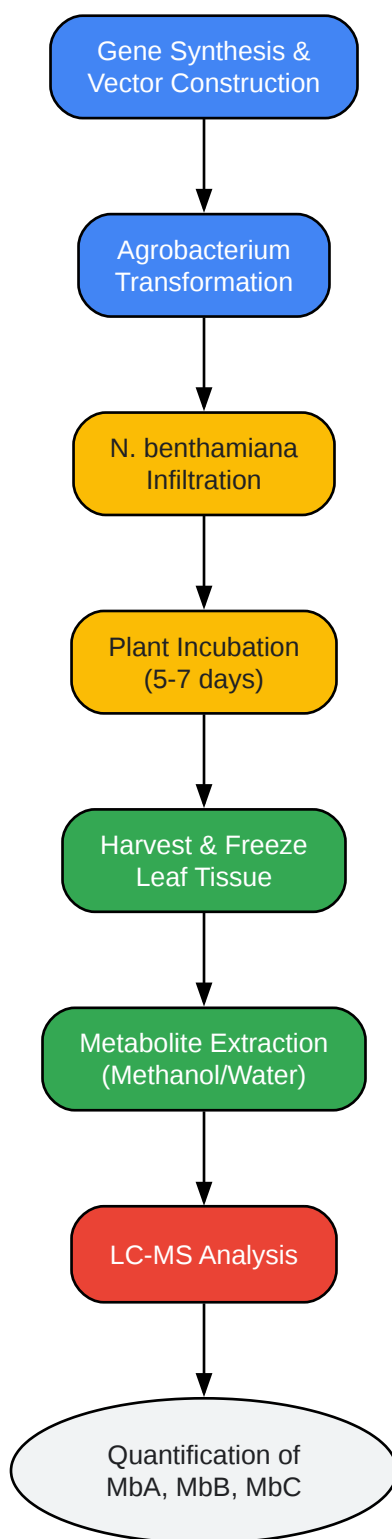 Gene Synthesis &
Vector Construction
Agrobacterium
Transformation
N. benthamiana
Infiltration
Plant Incubation
(5-7 days)
Harvest & Freeze
Leaf Tissue
Metabolite Extraction
(Methanol/Water)
LC-MS Analysis
Quantification of
MbA, MbB, MbC